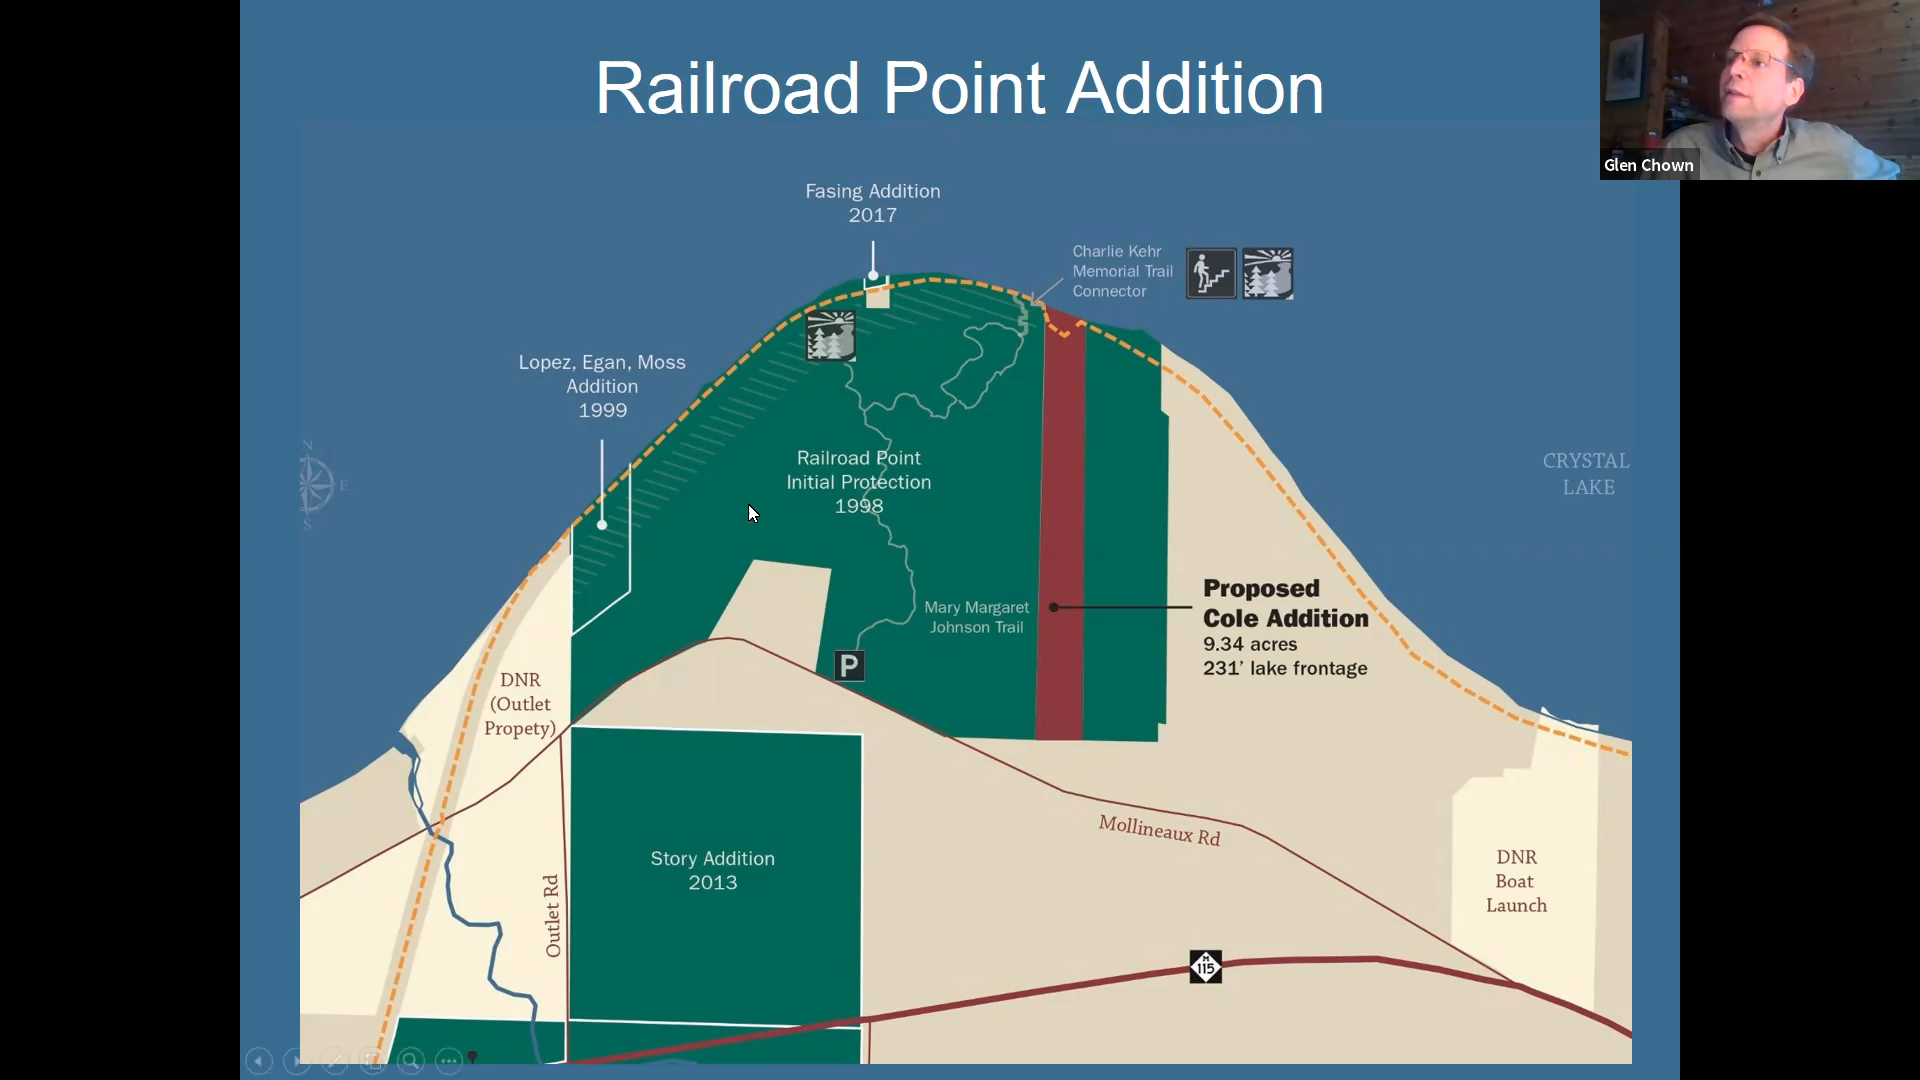 Railroad Point Addition
Glen Chown
Fasing Addition
2017
Charlie Kehr
Memorial Trail
Connector
Lopez, Egan, Moss
Addition
1999
N
E
S
CRYSTAL
LAKE
Railroad Point
Initial Protection
1998
Proposed
Cole Addition
9.34 acres
231’ lake frontage
Mary Margaret
Johnson Trail
P
DNR
(Outlet
Propety)
Mollineaux Rd
Story Addition
2013
Outlet Rd
DNR
Boat
Launch
M
115